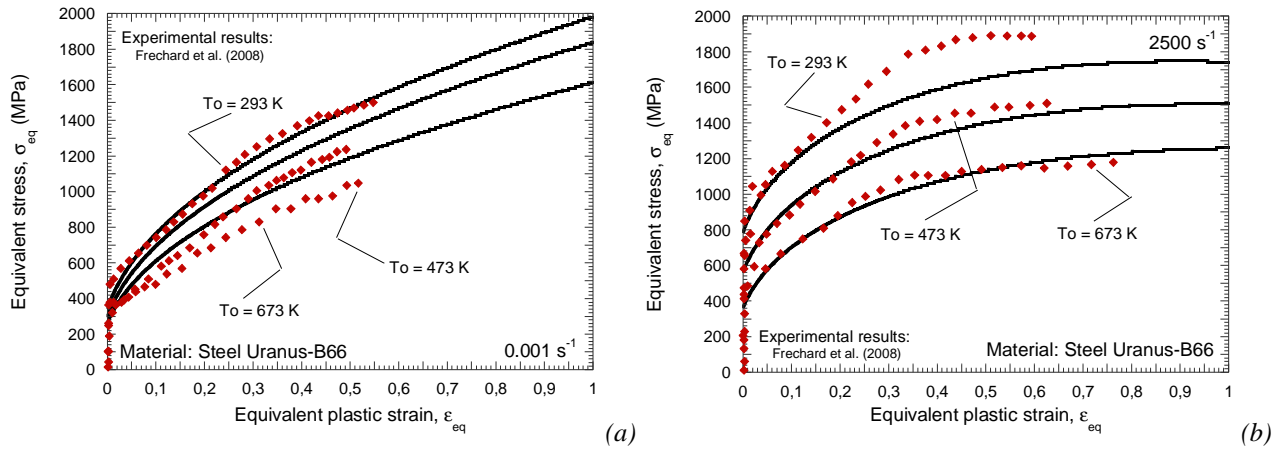 2000
1800
1600
1400
1200
1000
800
600
400
200
0
Equivalent stress, σeq (MPa)
Experimental results:
Frechard et al. (2008)
To = 293 K
To = 473 K
To = 673 K
Material: Steel Uranus-B66
0.001 s-1
0 0,1 0,2 0,3 0,4 0,5 0,6 0,7 0,8 0,9 1
Equivalent plastic strain, εeq
(a)
2000
1800
1600
1400
1200
1000
800
600
400
200
0
Equivalent stress, σeq (MPa)
2500 s-1
To = 293 K
To = 473 K
To = 673 K
Experimental results:
Frechard et al. (2008)
Material: Steel Uranus-B66
0 0,1 0,2 0,3 0,4 0,5 0,6 0,7 0,8 0,9 1
Equivalent plastic strain, εeq
(b)